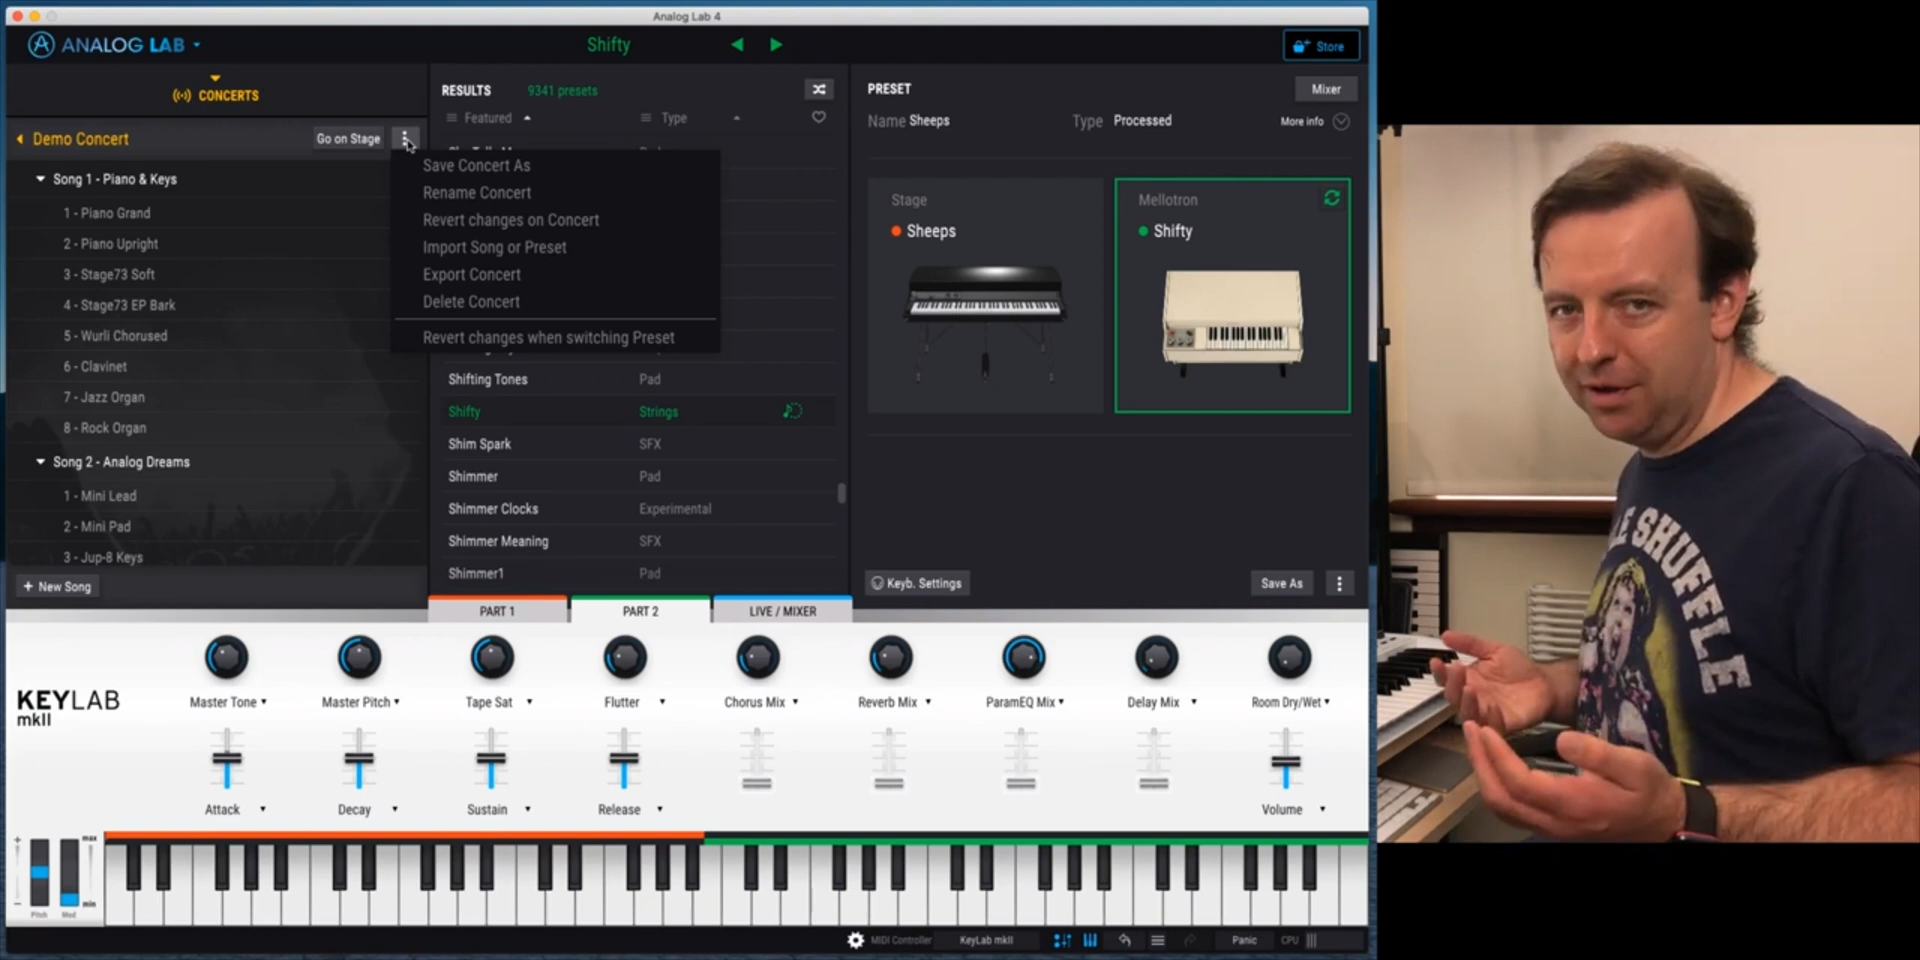 Analog Lab 4
ANALOG LAB
Shifty
Store
CONCERTS
RESULTS 9341 presets
PRESET
Mixer
Featured
Type
Name Sheeps
Type Processed
More info
Demo Concert
Go on Stage
Save Concert As
Rename Concert
Revert changes on Concert
Import Song or Preset
Export Concert
Delete Concert
Revert changes when switching Preset
Song 1 - Piano & Keys
1 - Piano Grand
2 - Piano Upright
3 - Stage73 Soft
4 - Stage73 EP Bark
5 - Wurli Chorused
6 - Clavinet
7 - Jazz Organ
8 - Rock Organ
Song 2 - Analog Dreams
1 - Mini Lead
2 - Mini Pad
3 - Jup-8 Keys
+ New Song
Shifting Tones Pad
Shifty Strings
Shim Spark SFX
Shimmer Pad
Shimmer Clocks Experimental
Shimmer Meaning SFX
Shimmer1 Pad
Stage
Sheeps
Mellotron
Shifty
Keyb. Settings
Save As
PART 1
PART 2
LIVE / MIXER
KEYLAB
mkII
Master Tone
Master Pitch
Tape Sat
Flutter
Chorus Mix
Reverb Mix
ParamEQ Mix
Delay Mix
Room Dry/Wet
Attack
Decay
Sustain
Release
Volume
max
min
Pitch
Mod
MIDI Controller
KeyLab mkII
Panic
CPU
LE SHUFFLE